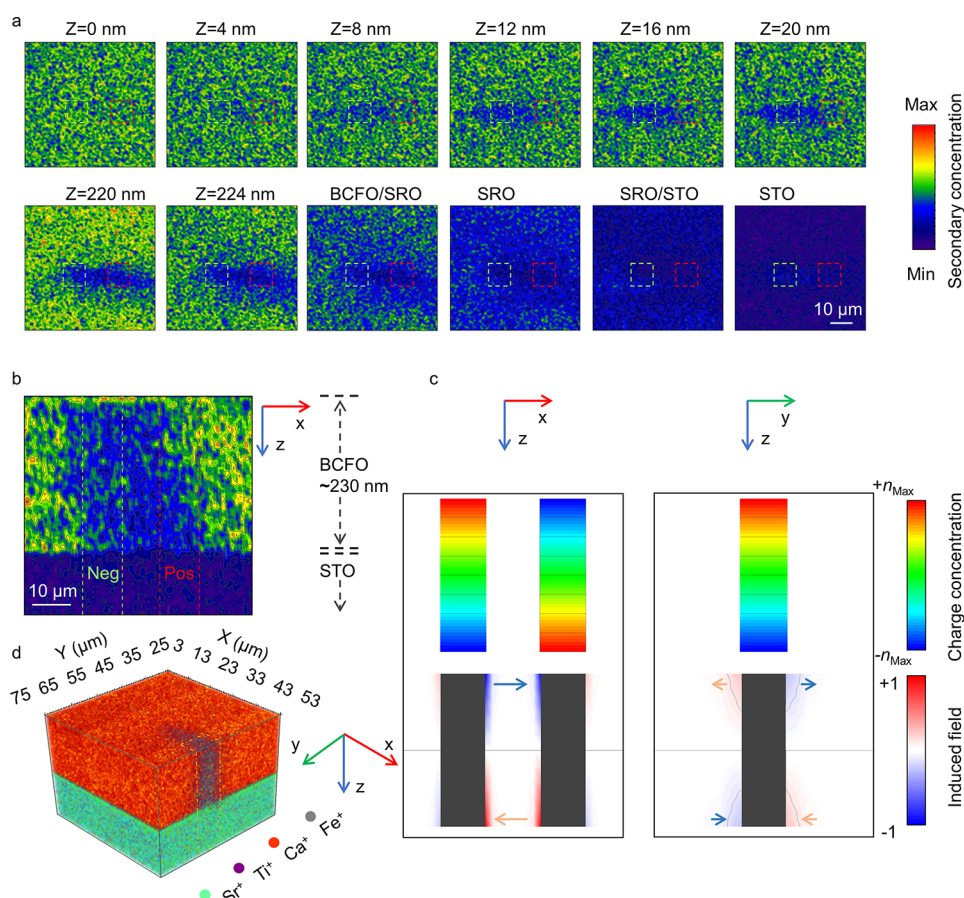 a
Z=0 nm Z=4 nm Z=8 nm Z=12 nm Z=16 nm Z=20 nm
Max
Secondary concentration
Min
Z=220 nm Z=224 nm BCFO/SRO SRO SRO/STO STO
10 µm
b
x
z
BCFO
~230 nm
STO
Neg
Pos
10 µm
c
x
z
y
z
+nMax
Charge concentration
-nMax
+1
Induced field
-1
d
Y (µm)
75 65 55 45 35 25
X (µm)
3 13 23 33 43 53
y
x
z
Fe+
Ca+
Ti+
Sr+